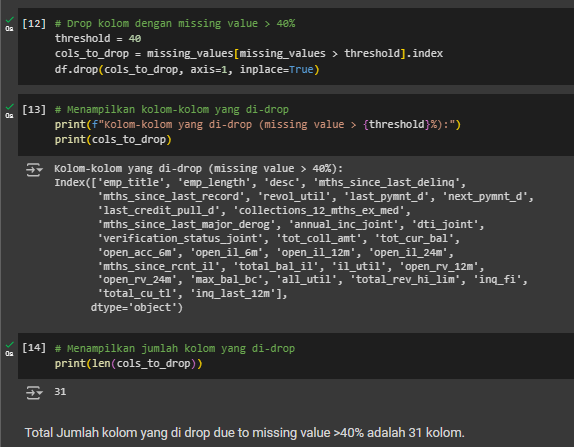 [12] # Drop kolom dengan missing value > 40%
threshold = 40
cols_to_drop = missing_values[missing_values > threshold].index
df.drop(cols_to_drop, axis=1, inplace=True)
0s
[13] # Menampilkan kolom-kolom yang di-drop
print(f"Kolom-kolom yang di-drop (missing value > {threshold}%):")
print(cols_to_drop)
0s
Kolom-kolom yang di-drop (missing value > 40%):
Index(['emp_title', 'emp_length', 'desc', 'mths_since_last_delinq',
'mths_since_last_record', 'revol_util', 'last_pymnt_d', 'next_pymnt_d',
'last_credit_pull_d', 'collections_12_mths_ex_med',
'mths_since_last_major_derog', 'annual_inc_joint', 'dti_joint',
'verification_status_joint', 'tot_coll_amt', 'tot_cur_bal',
'open_acc_6m', 'open_il_6m', 'open_il_12m', 'open_il_24m',
'mths_since_rcnt_il', 'total_bal_il', 'il_util', 'open_rv_12m',
'open_rv_24m', 'max_bal_bc', 'all_util', 'total_rev_hi_lim', 'inq_fi',
'total_cu_tl', 'inq_last_12m'],
dtype='object')
[14] # Menampilkan jumlah kolom yang di-drop
print(len(cols_to_drop))
0s
31
Total Jumlah kolom yang di drop due to missing value >40% adalah 31 kolom.